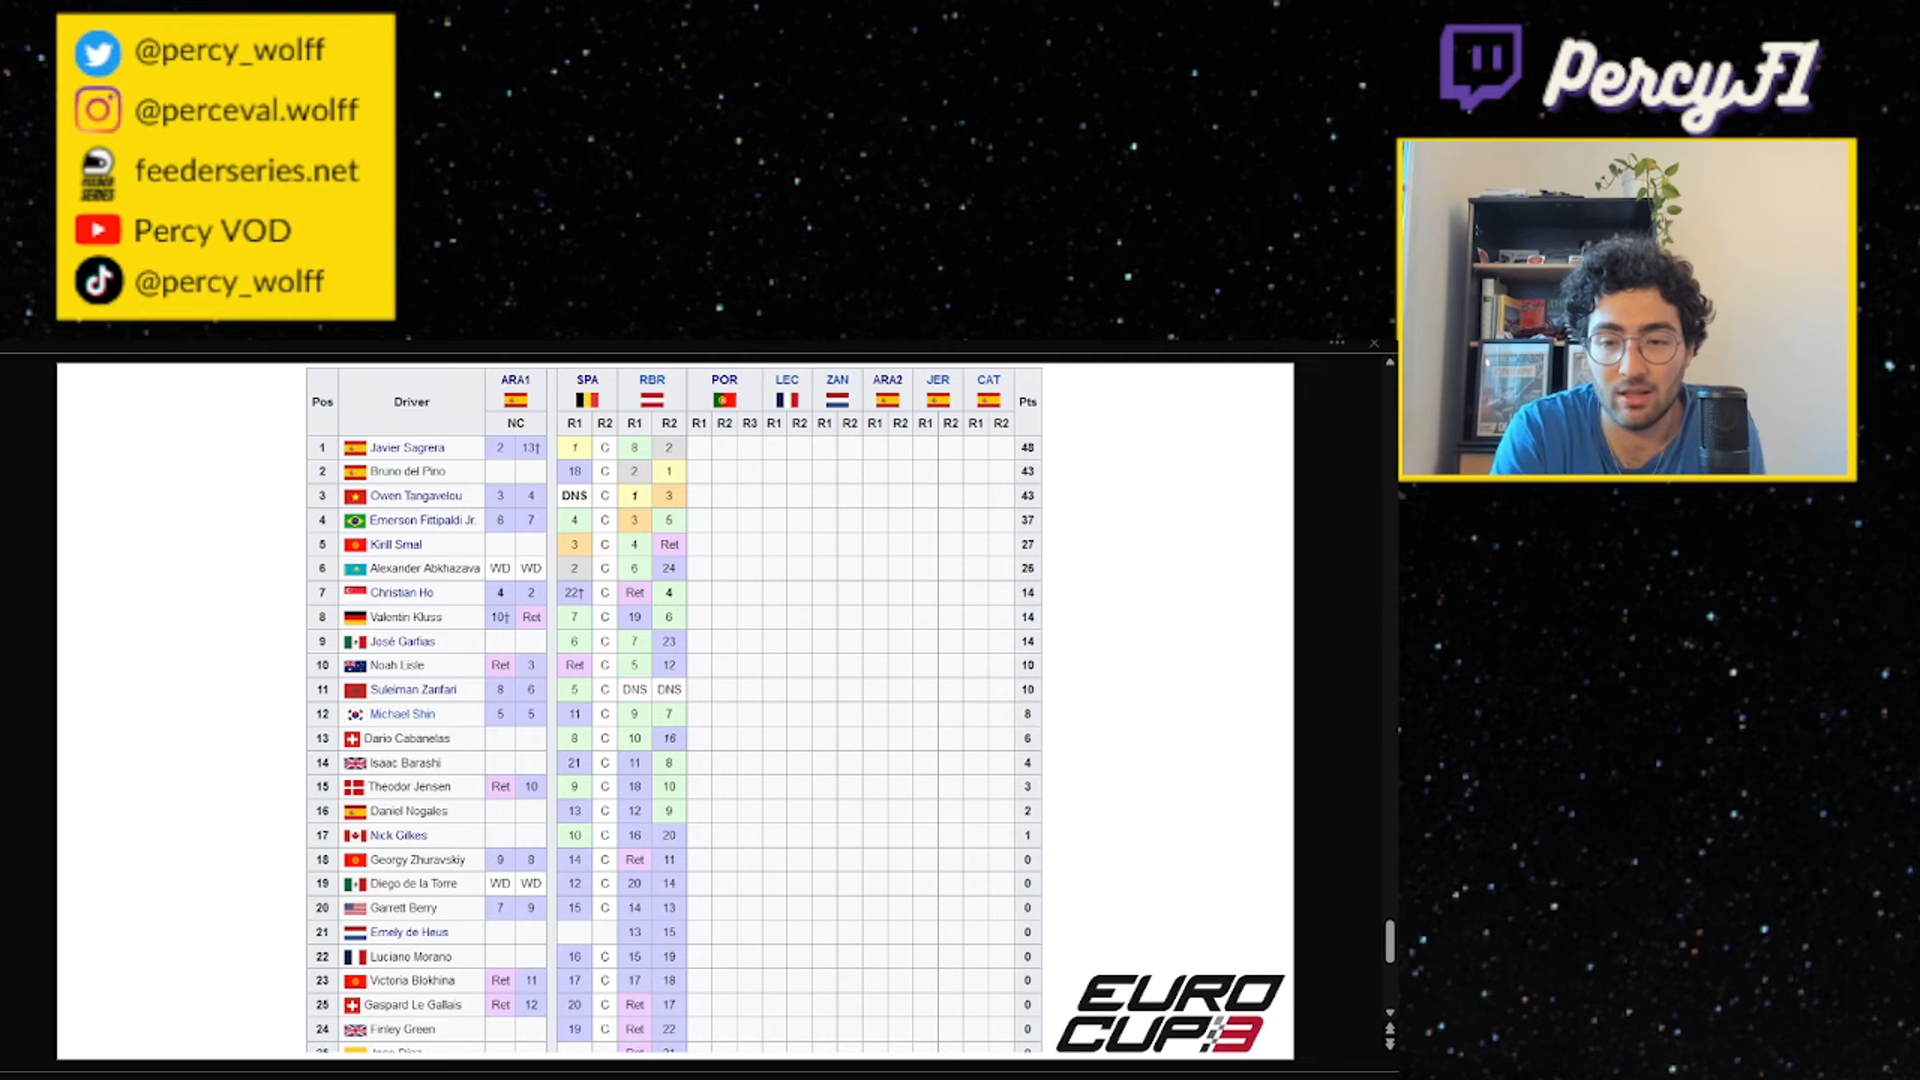 @percy_wolff
@perceval.wolff
feederseries.net
Percy VOD
@percy_wolff
PercyF1
Pos Driver ARA1 SPA RBR POR LEC ZAN ARA2 JER CAT Pts
NC R1 R2 R1 R2 R1 R2 R3 R1 R2 R1 R2 R1 R2 R1 R2 R1 R2
1 Javier Sagrera 2 13† 1 C 8 2 48
2 Bruno del Pino 18 C 2 1 43
3 Owen Tangavelou 3 4 DNS C 1 3 43
4 Emerson Fittipaldi Jr. 6 7 4 C 3 5 37
5 Kirill Smal 3 C 4 Ret 27
6 Alexander Abkhazava WD WD 2 C 6 24 26
7 Christian Ho 4 2 22† C Ret 4 14
8 Valentin Kluss 10† Ret 7 C 19 6 14
9 José Garfias 6 C 7 23 14
10 Noah Lisle Ret 3 Ret C 5 12 10
11 Suleiman Zanfari 8 6 5 C DNS DNS 10
12 Michael Shin 5 5 11 C 9 7 8
13 Dario Cabanelas 8 C 10 16 6
14 Isaac Barashi 21 C 11 8 4
15 Theodor Jensen Ret 10 9 C 18 10 3
16 Daniel Nogales 13 C 12 9 2
17 Nick Gilkes 10 C 16 20 1
18 Georgy Zhuravskiy 9 8 14 C Ret 11 0
19 Diego de la Torre WD WD 12 C 20 14 0
20 Garrett Berry 7 9 15 C 14 13 0
21 Emely de Heus 13 15 0
22 Luciano Morano 16 C 15 19 0
23 Victoria Blokhina Ret 11 17 C 17 18 0
25 Gaspard Le Gallais Ret 12 20 C Ret 17 0
24 Finley Green 19 C Ret 22 0
EURO
CUP:3